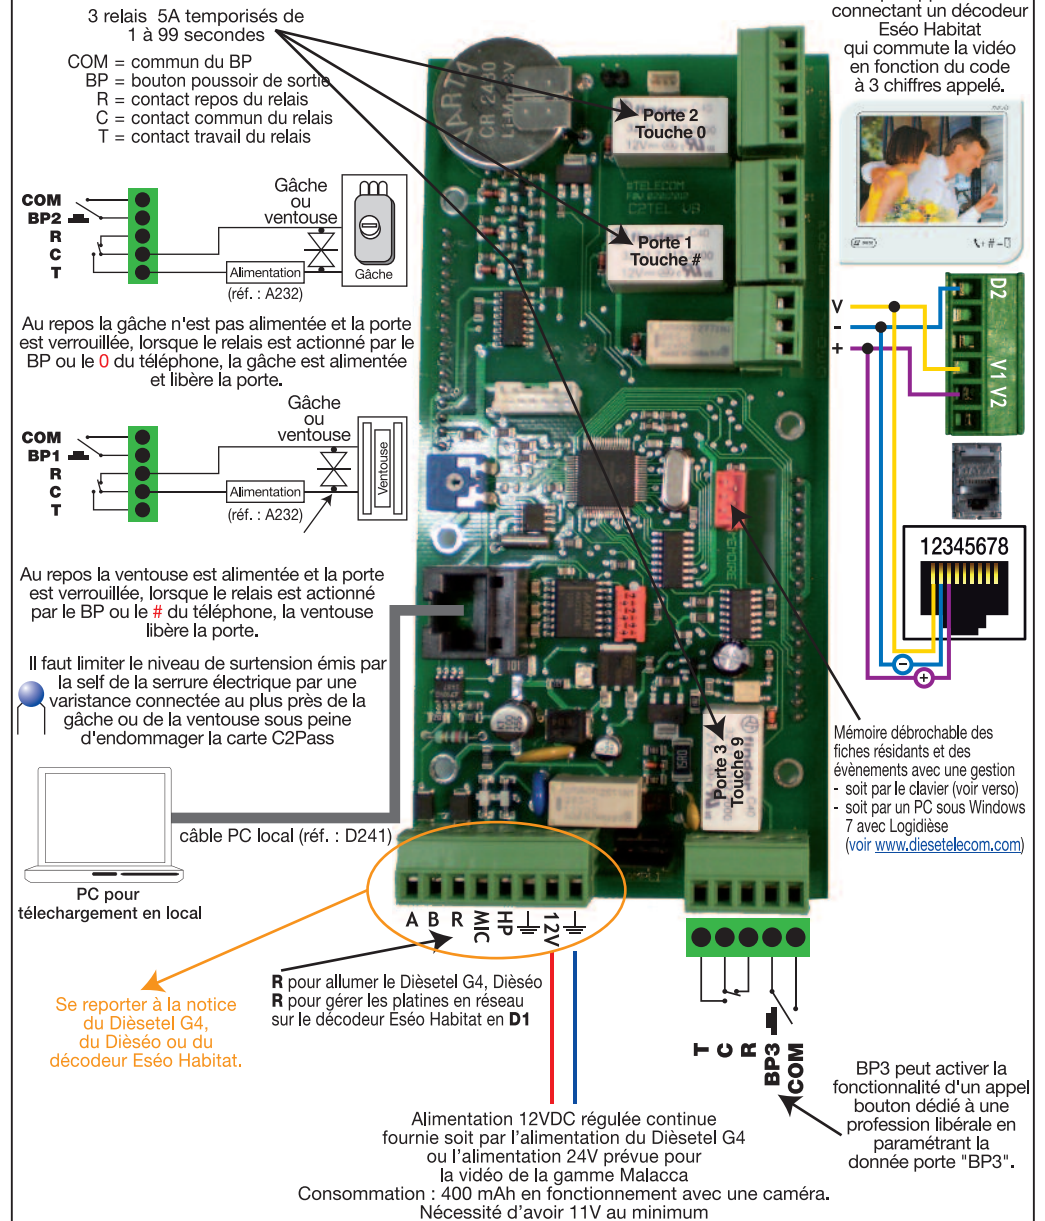 3 relais 5A temporisés de
1 à 99 secondes
COM = commun du BP
BP = bouton poussoir de sortie
R = contact repos du relais
C = contact commun du relais
T = contact travail du relais
connectant un décodeur
Eséo Habitat
qui commute la vidéo
en fonction du code
à 3 chiffres appelé.
CR 2430
Porte 2
Touche 0
#TELECOM
C2TEL V8
Porte 1
Touche #
COM
BP2
R
C
T
Gâche
ou
ventouse
Alimentation
(réf. : A232)
Gâche
Au repos la gâche n'est pas alimentée et la porte
est verrouillée, lorsque le relais est actionné par le
BP ou le 0 du téléphone, la gâche est alimentée
et libère la porte.
V
-
+
D2
V1 V2
COM
BP1
R
C
T
Gâche
ou
ventouse
Alimentation
(réf. : A232)
Ventouse
12345678
-
+
Au repos la ventouse est alimentée et la porte
est verrouillée, lorsque le relais est actionné
par le BP ou le # du téléphone, la ventouse
libère la porte.
Il faut limiter le niveau de surtension émis par
la self de la serrure électrique par une
varistance connectée au plus près de la
gâche ou de la ventouse sous peine
d'endommager la carte C2Pass
MEMOIRE
Porte 3
Touche 9
finder
Mémoire débrochable des
fiches résidants et des
évènements avec une gestion
- soit par le clavier (voir verso)
- soit par un PC sous Windows
7 avec Logidièse
(voir www.diesetelecom.com)
câble PC local (réf. : D241)
PC pour
télechargement en local
A B R MIC HP 12V
R pour allumer le Dièsetel G4, Dièséo
R pour gérer les platines en réseau
sur le décodeur Eséo Habitat en D1
Se reporter à la notice
du Dièsetel G4,
du Dièséo ou du
décodeur Eséo Habitat.
T
C
R
BP3
COM
BP3 peut activer la
fonctionnalité d'un appel
bouton dédié à une
profession libérale en
paramétrant la
donnée porte "BP3".
Alimentation 12VDC régulée continue
fournie soit par l'alimentation du Dièsetel G4
ou l'alimentation 24V prévue pour
la vidéo de la gamme Malacca
Consommation : 400 mAh en fonctionnement avec une caméra.
Nécessité d'avoir 11V au minimum